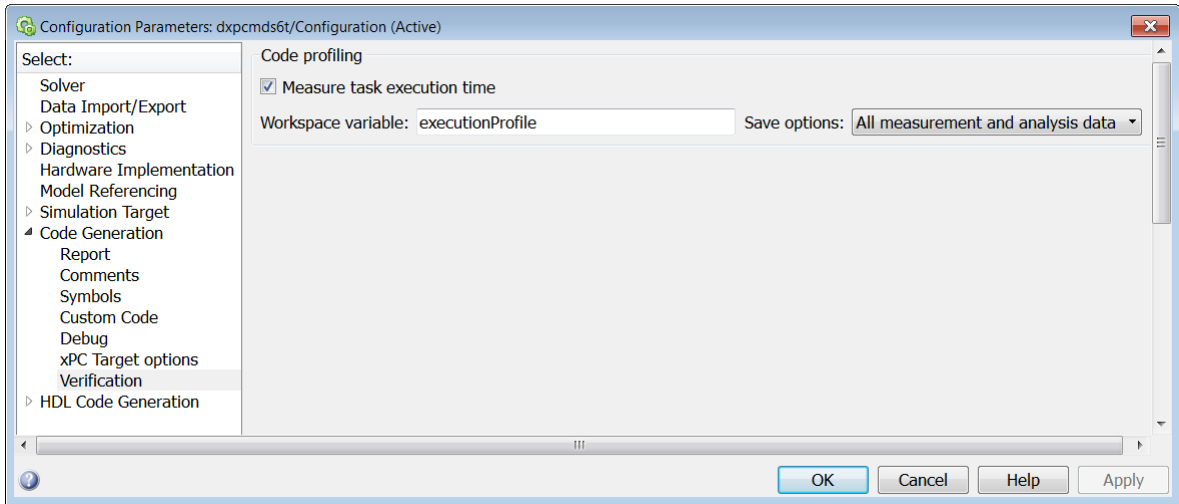 Configuration Parameters: dxpcmds6t/Configuration (Active)
Select:
Solver
Data Import/Export
Optimization
Diagnostics
Hardware Implementation
Model Referencing
Simulation Target
Code Generation
Report
Comments
Symbols
Custom Code
Debug
xPC Target options
Verification
HDL Code Generation
Code profiling
Measure task execution time
Workspace variable: executionProfile Save options: All measurement and analysis data
OK Cancel Help Apply